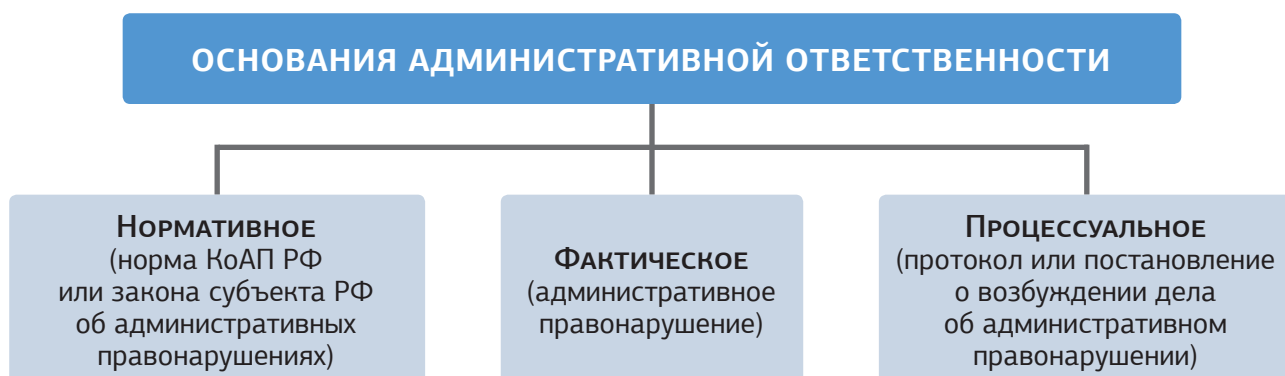 ОСНОВАНИЯ АДМИНИСТРАТИВНОЙ ОТВЕТСТВЕННОСТИ
НОРМАТИВНОЕ
(норма КоАП РФ
или закона субъекта РФ
об административных
правонарушениях)
ФАКТИЧЕСКОЕ
(административное
правонарушение)
ПРОЦЕССУАЛЬНОЕ
(протокол или постановление
о возбуждении дела
об административном
правонарушении)